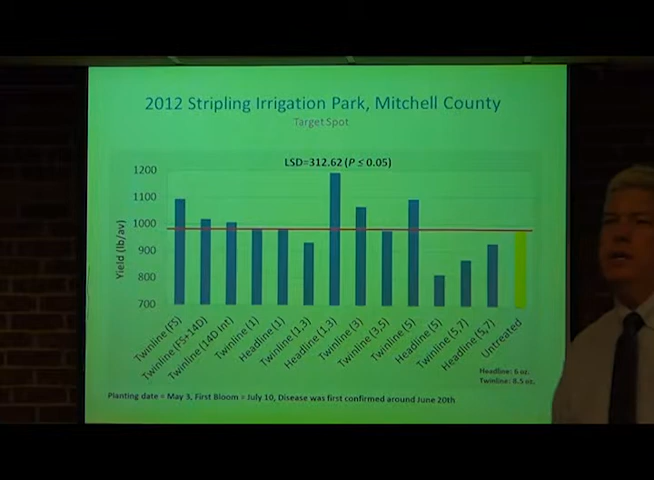 2012 Stripling Irrigation Park, Mitchell County
Target Spot
LSD=312.62 (P ≤ 0.05)
Yield (lb/av)
1200
1100
1000
900
800
700
Twinline (FS)
Twinline (FS+14D)
Twinline (14D Int)
Twinline (1)
Headline (1)
Twinline (1,3)
Headline (1,3)
Twinline (3)
Twinline (3,5)
Twinline (5)
Headline (5)
Twinline (5,7)
Headline (5,7)
Untreated
Headline: 6 oz.
Twinline: 8.5 oz.
Planting date = May 3, First Bloom = July 10, Disease was first confirmed around June 20th